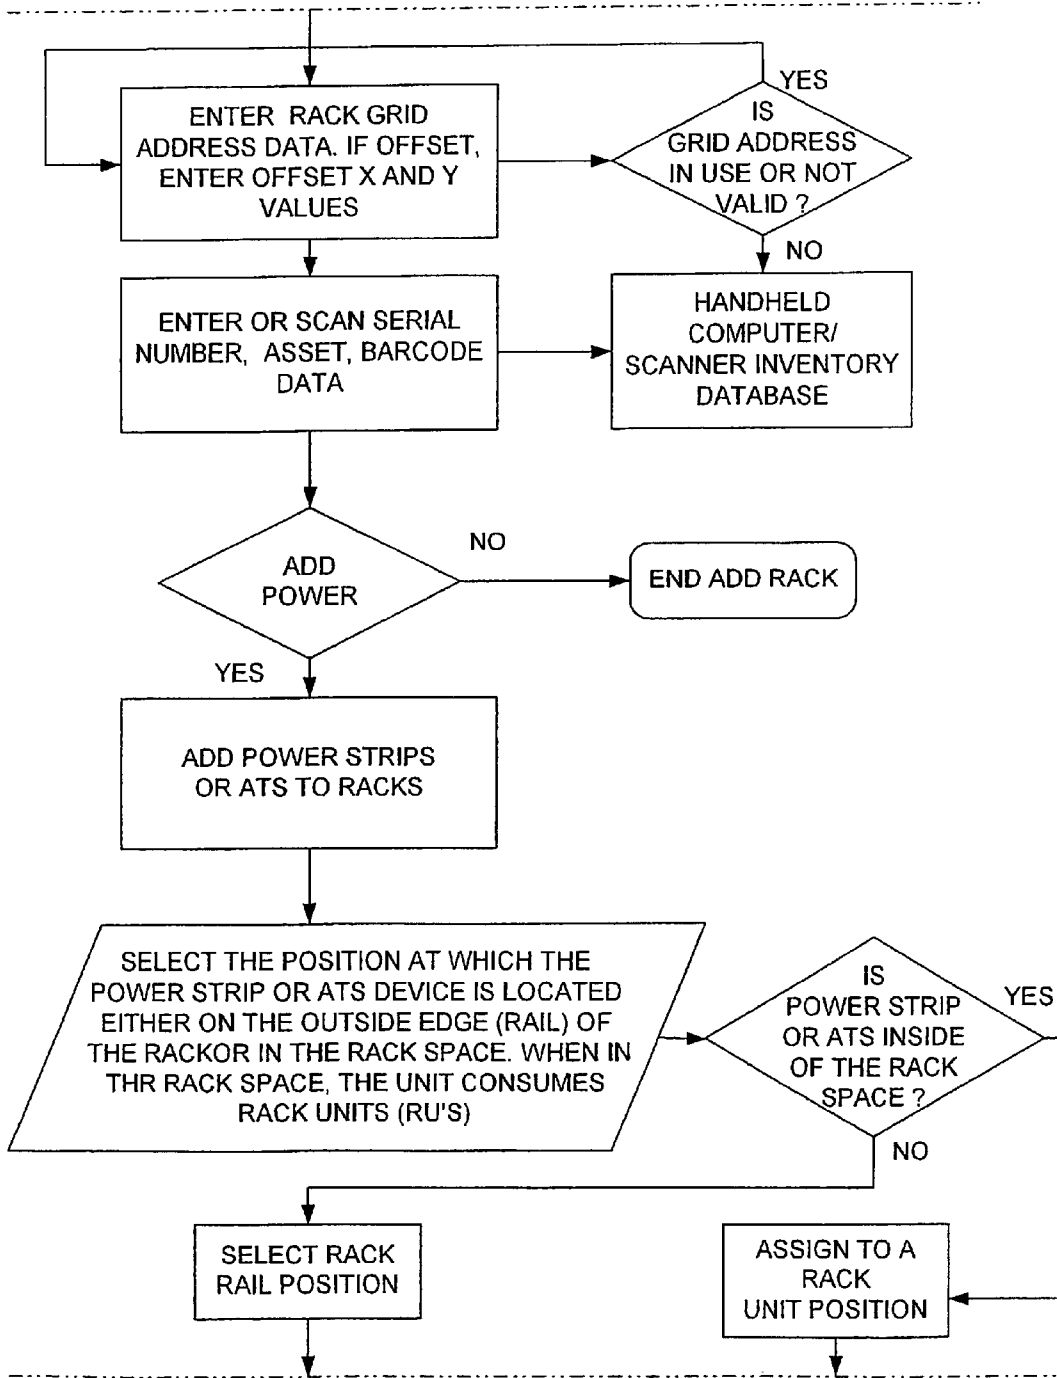 YES
ENTER RACK GRID
ADDRESS DATA. IF OFFSET,
ENTER OFFSET X AND Y
VALUES
IS
GRID ADDRESS
IN USE OR NOT
VALID ?
NO
ENTER OR SCAN SERIAL
NUMBER, ASSET, BARCODE
DATA
HANDHELD
COMPUTER/
SCANNER INVENTORY
DATABASE
ADD
POWER
NO
END ADD RACK
YES
ADD POWER STRIPS
OR ATS TO RACKS
SELECT THE POSITION AT WHICH THE
POWER STRIP OR ATS DEVICE IS LOCATED
EITHER ON THE OUTSIDE EDGE (RAIL) OF
THE RACKOR IN THE RACK SPACE. WHEN IN
THR RACK SPACE, THE UNIT CONSUMES
RACK UNITS (RU'S)
IS
POWER STRIP
OR ATS INSIDE
OF THE RACK
SPACE ?
YES
NO
SELECT RACK
RAIL POSITION
ASSIGN TO A
RACK
UNIT POSITION